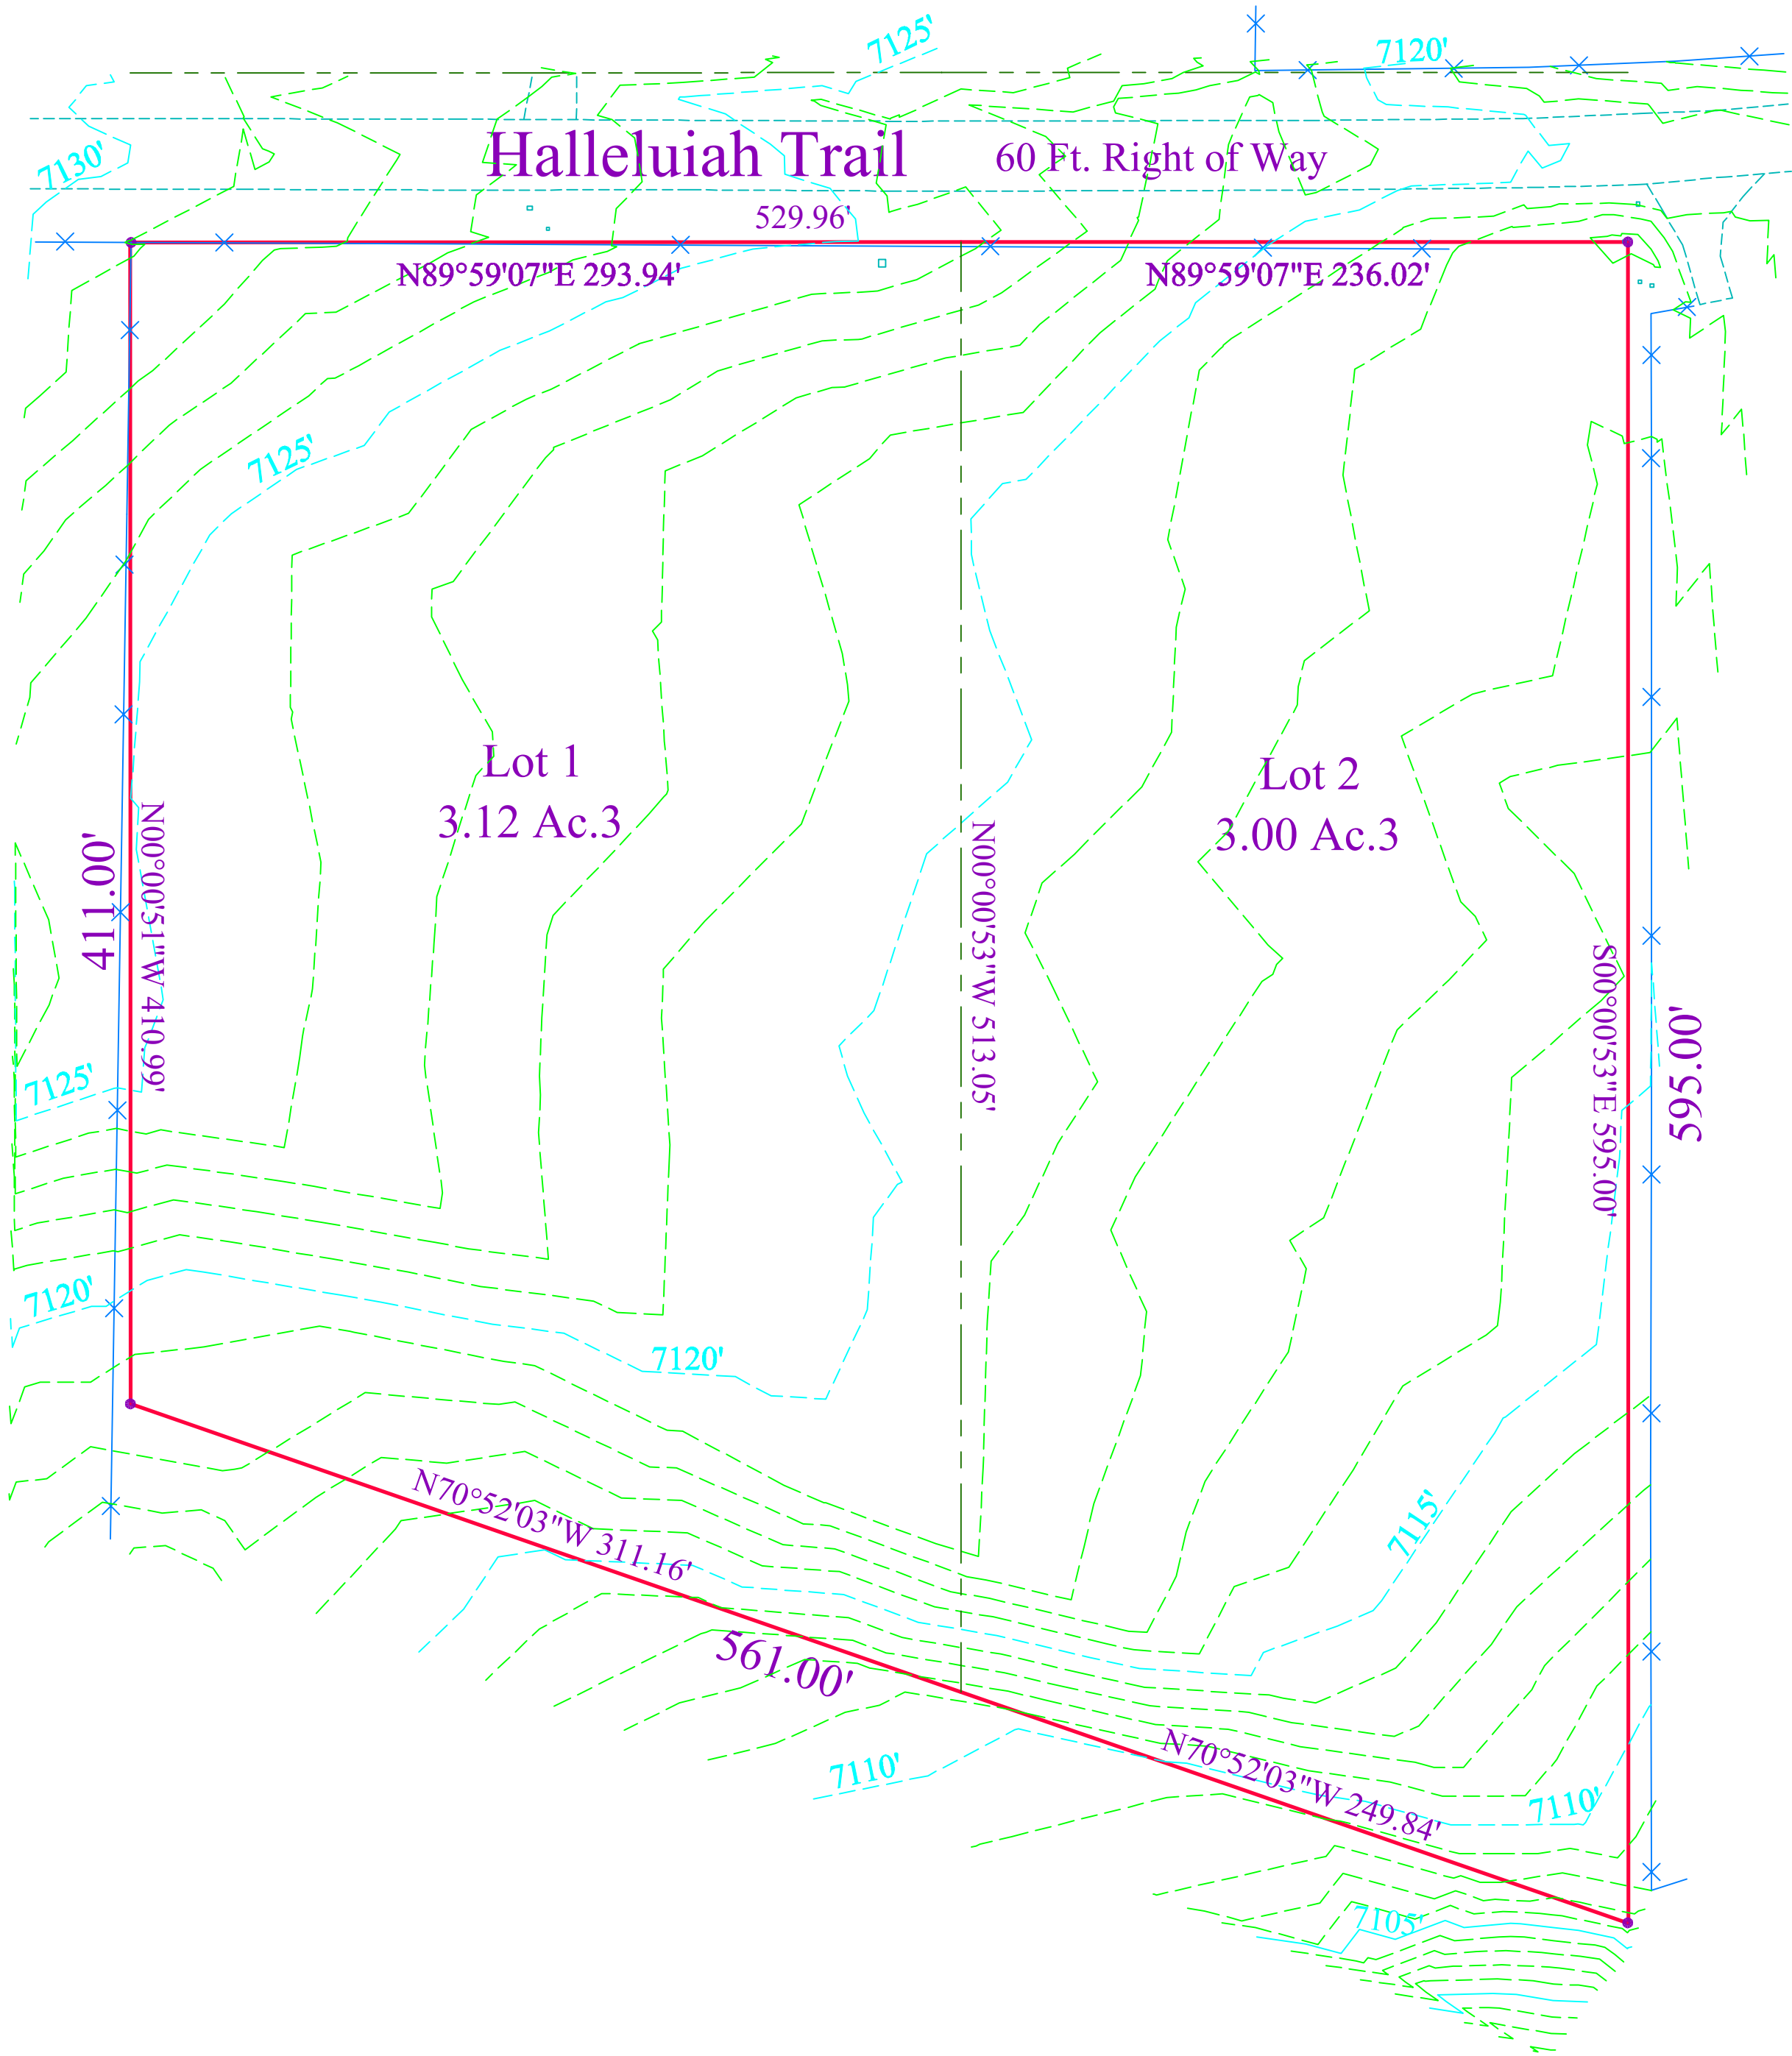 7125'
7120'
7130'
Halleluiah Trail
60 Ft. Right of Way
529.96'
N89°59'07"E 293.94'
N89°59'07"E 236.02'
7125'
Lot 1
3.12 Ac.3
Lot 2
3.00 Ac.3
411.00'
N00°00'51"W 410.99'
N00°00'53"W 513.05'
S00°00'53"E 595.00'
595.00'
7125'
7120'
7120'
7115'
N70°52'03"W 311.16'
561.00'
N70°52'03"W 249.84'
7110'
7110'
7105'